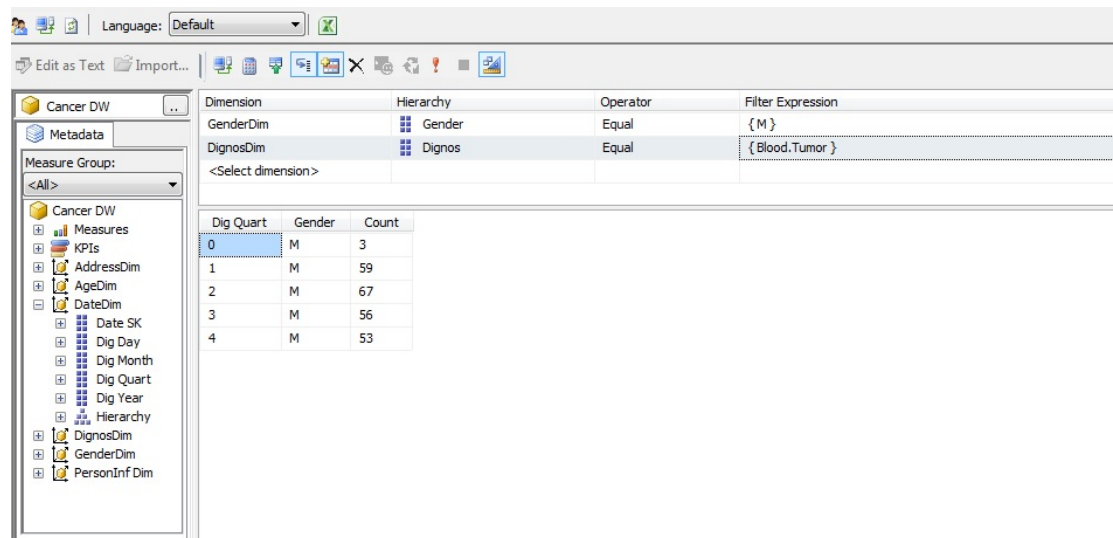 Language: Default
Edit as Text Import...
Cancer DW ..
Metadata
Measure Group:
<All>
Cancer DW
Measures
KPIs
AddressDim
AgeDim
DateDim
Date SK
Dig Day
Dig Month
Dig Quart
Dig Year
Hierarchy
DignosDim
GenderDim
PersonInf Dim
Dimension Hierarchy Operator Filter Expression
GenderDim Gender Equal { M }
DignosDim Dignos Equal { Blood.Tumor }
<Select dimension>
Dig Quart Gender Count
0 M 3
1 M 59
2 M 67
3 M 56
4 M 53